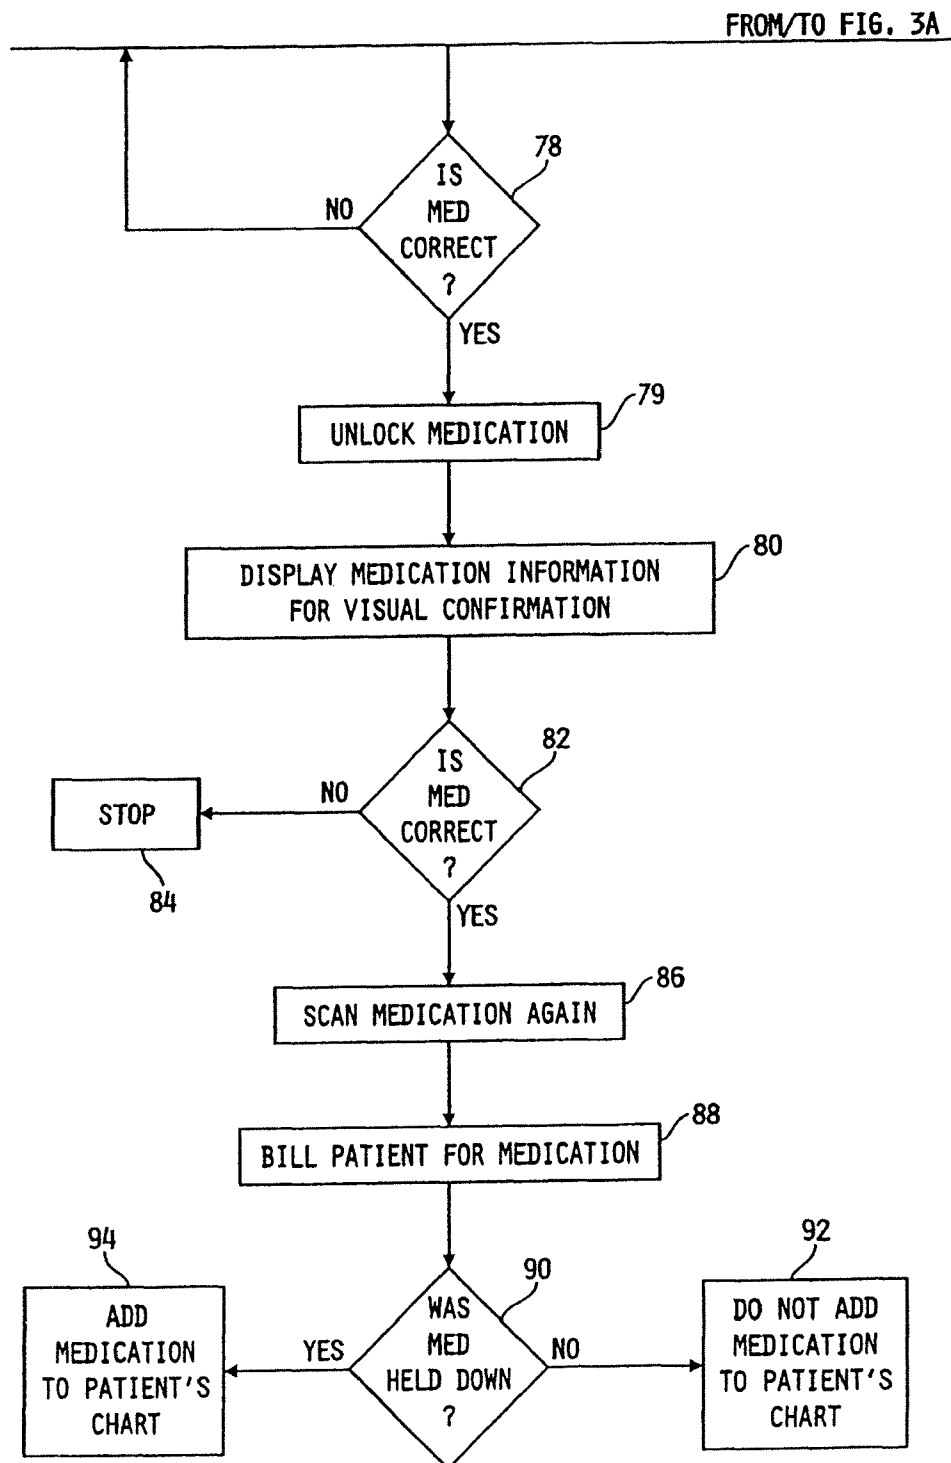 FROM/TO FIG. 3A
78
IS
MED
CORRECT
?
NO
YES
79
UNLOCK MEDICATION
80
DISPLAY MEDICATION INFORMATION
FOR VISUAL CONFIRMATION
82
IS
MED
CORRECT
?
NO
STOP
84
YES
86
SCAN MEDICATION AGAIN
88
BILL PATIENT FOR MEDICATION
94
ADD
MEDICATION
TO PATIENT'S
CHART
YES
90
WAS
MED
HELD DOWN
?
NO
92
DO NOT ADD
MEDICATION
TO PATIENT'S
CHART